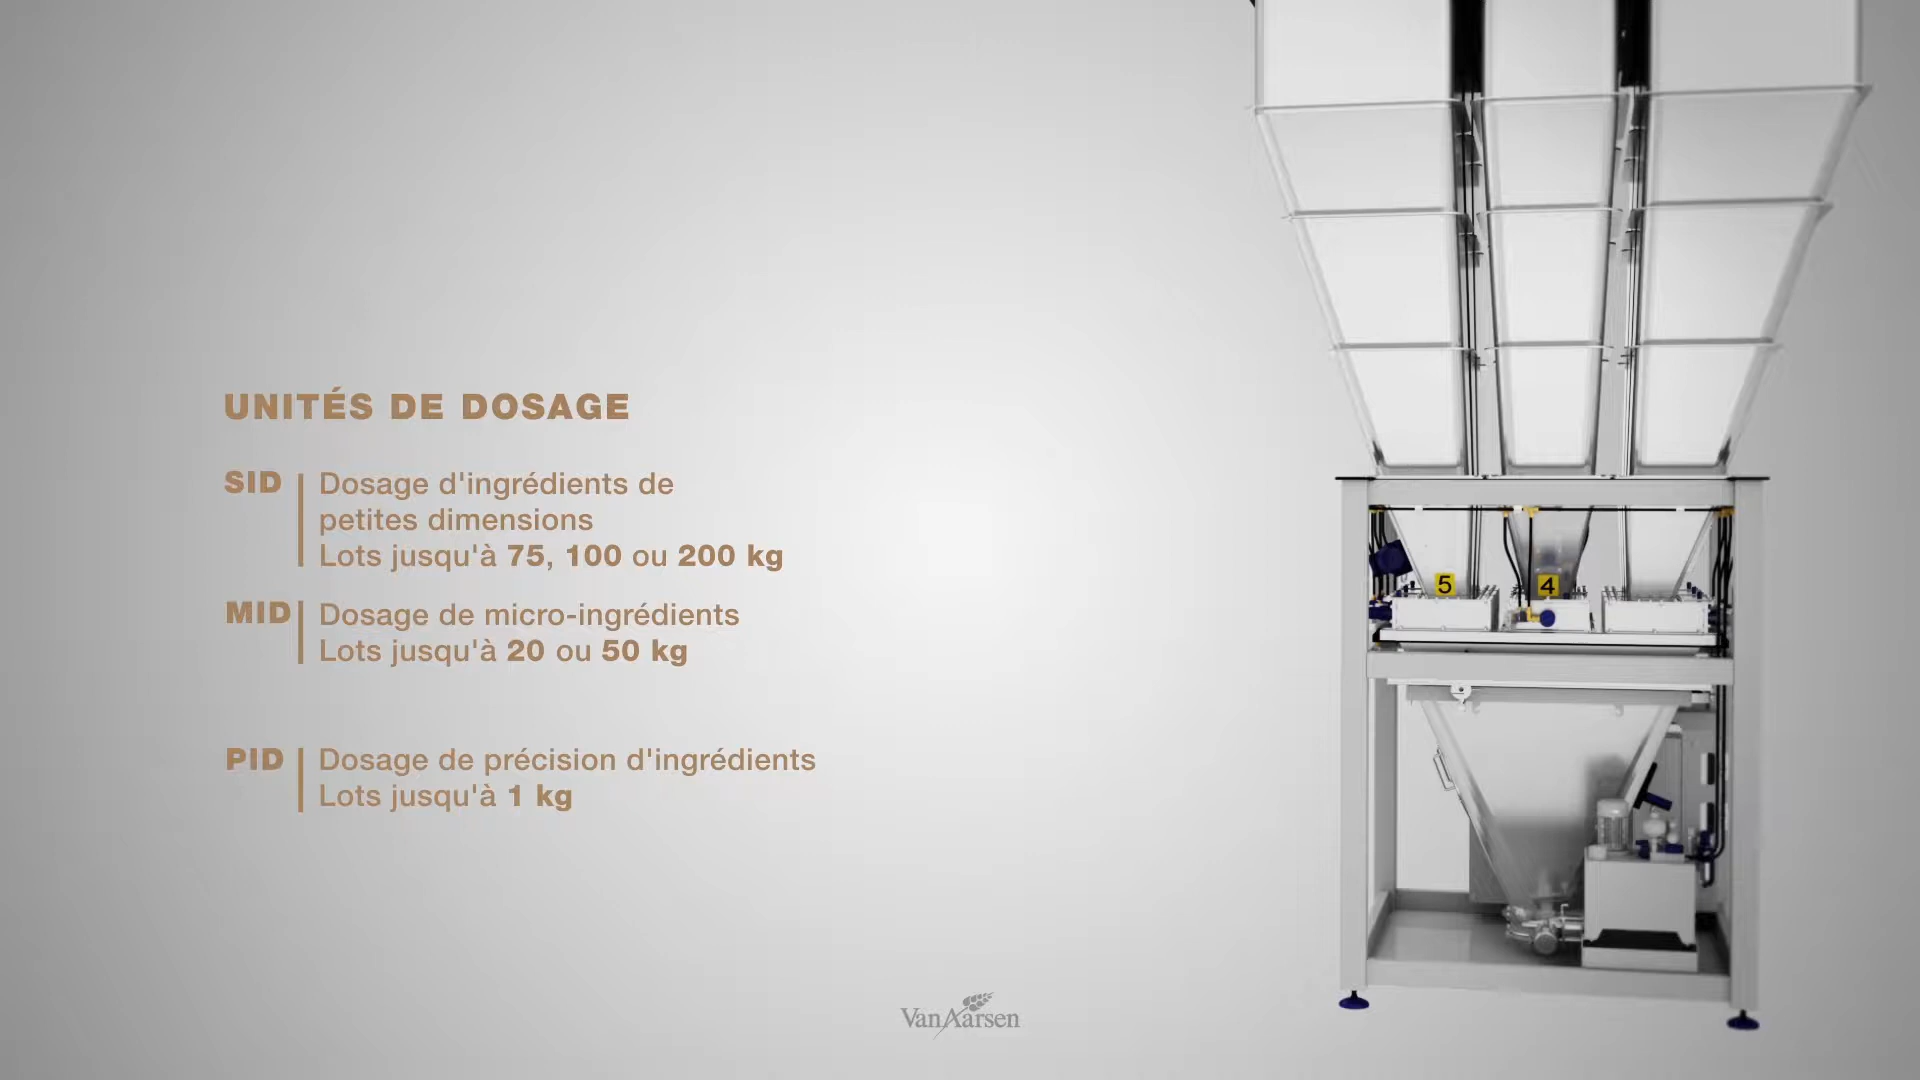 UNITÉS DE DOSAGE
SID
Dosage d'ingrédients de
petites dimensions
Lots jusqu'à 75, 100 ou 200 kg
MID
Dosage de micro-ingrédients
Lots jusqu'à 20 ou 50 kg
PID
Dosage de précision d'ingrédients
Lots jusqu'à 1 kg
5
4
VanAarsen